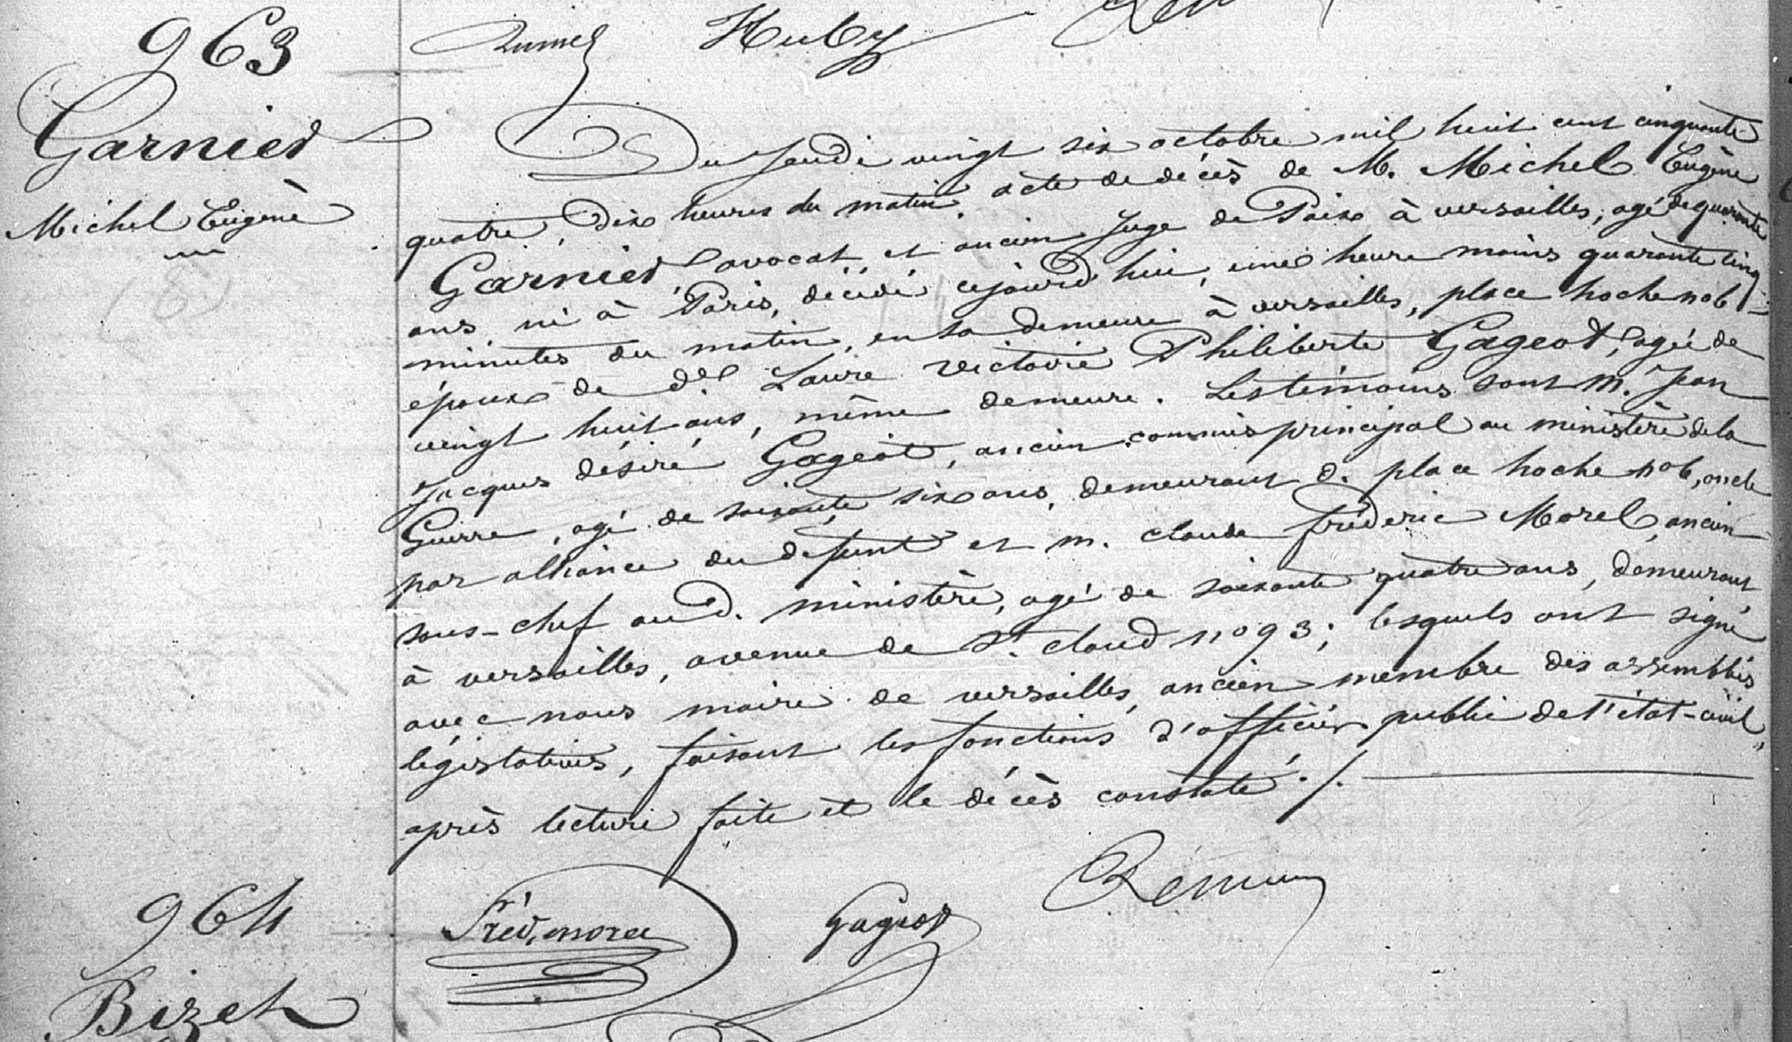 963
Huby
Garnier
Michel Eugène
Du Jeudi vingt six octobre mil huit cent cinquante
quatre, dix heures du matin, acte de décès de M. Michel Eugène
Garnier, avocat et ancien Juge de Paix à versailles, agé de quarante
ans né à Paris, décédé cejourd'hui, une heure moins quarante cinq
minutes du matin, en sa demeure à versailles, place hoche no 6
époux de de Laure Victoire Philiberte Gageot, agée de
vingt huit ans, même demeure. Les témoins sont M. Jean
Jacques désiré Gageot, ancien commis principal au ministère de la
Guerre, agé de soixante six ans, demeurant d. place hoche no 6, oncle
par alliance du défunt et M. claude frédéric Morel, ancien
sous-chef aud. ministère, agé de soixante quatre ans, demeurant
à versailles, avenue de St. cloud no 93; lesquels ont signé
avec nous maire de versailles, ancien membre des assemblées
législatives, faisant les fonctions d'officier public de l'état-civil,
après lecture faite et le décès constaté ./.
964
Fréd. morel Gageot Rémilly
Bizet